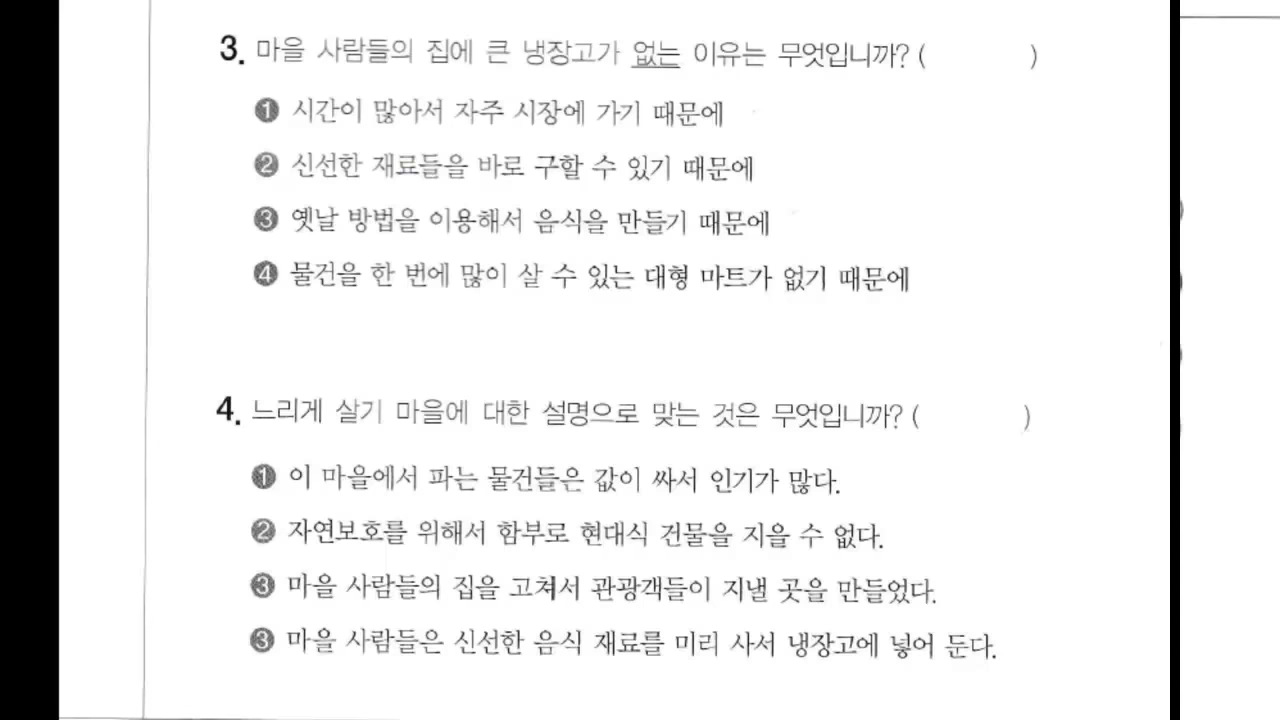 3. 마을 사람들의 집에 큰 냉장고가 없는 이유는 무엇입니까? (          )
❶ 시간이 많아서 자주 시장에 가기 때문에
❷ 신선한 재료들을 바로 구할 수 있기 때문에
❸ 옛날 방법을 이용해서 음식을 만들기 때문에
❹ 물건을 한 번에 많이 살 수 있는 대형 마트가 없기 때문에
4. 느리게 살기 마을에 대한 설명으로 맞는 것은 무엇입니까? (          )
❶ 이 마을에서 파는 물건들은 값이 싸서 인기가 많다.
❷ 자연보호를 위해서 함부로 현대식 건물을 지을 수 없다.
❸ 마을 사람들의 집을 고쳐서 관광객들이 지낼 곳을 만들었다.
❸ 마을 사람들은 신선한 음식 재료를 미리 사서 냉장고에 넣어 둔다.